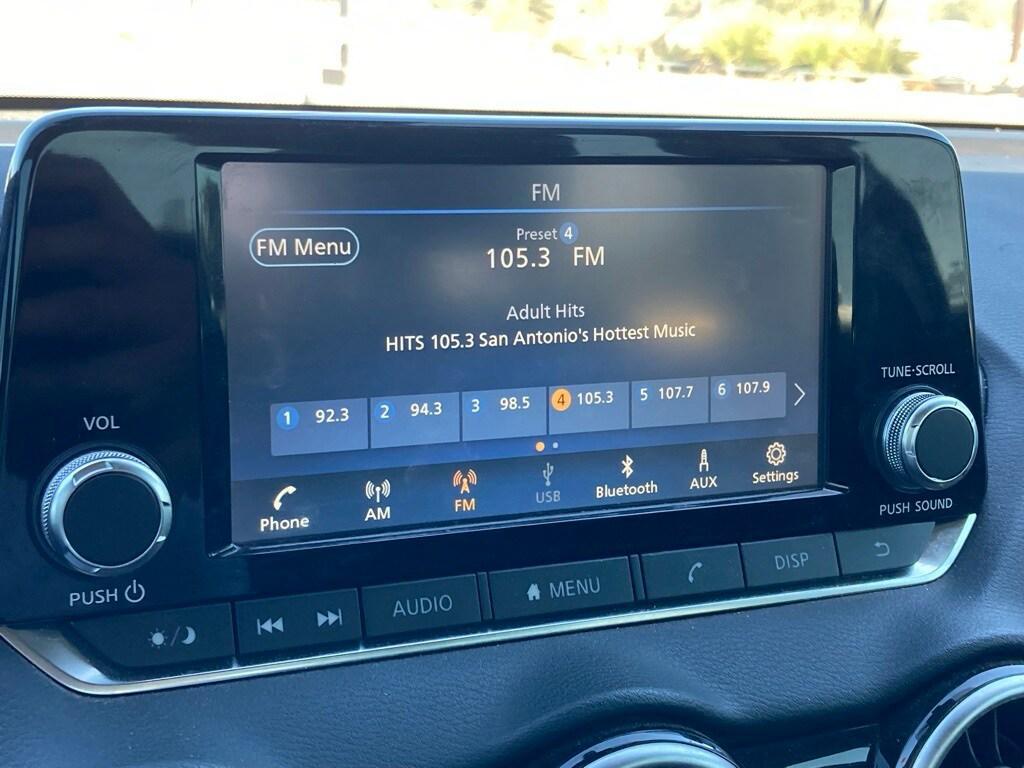 FM
FM Menu
Preset 4
105.3 FM
Adult Hits
HITS 105.3 San Antonio's Hottest Music
1 92.3 2 94.3 3 98.5 4 105.3 5 107.7 6 107.9
Phone AM FM USB Bluetooth AUX Settings
VOL
PUSH
TUNE·SCROLL
PUSH SOUND
AUDIO MENU DISP